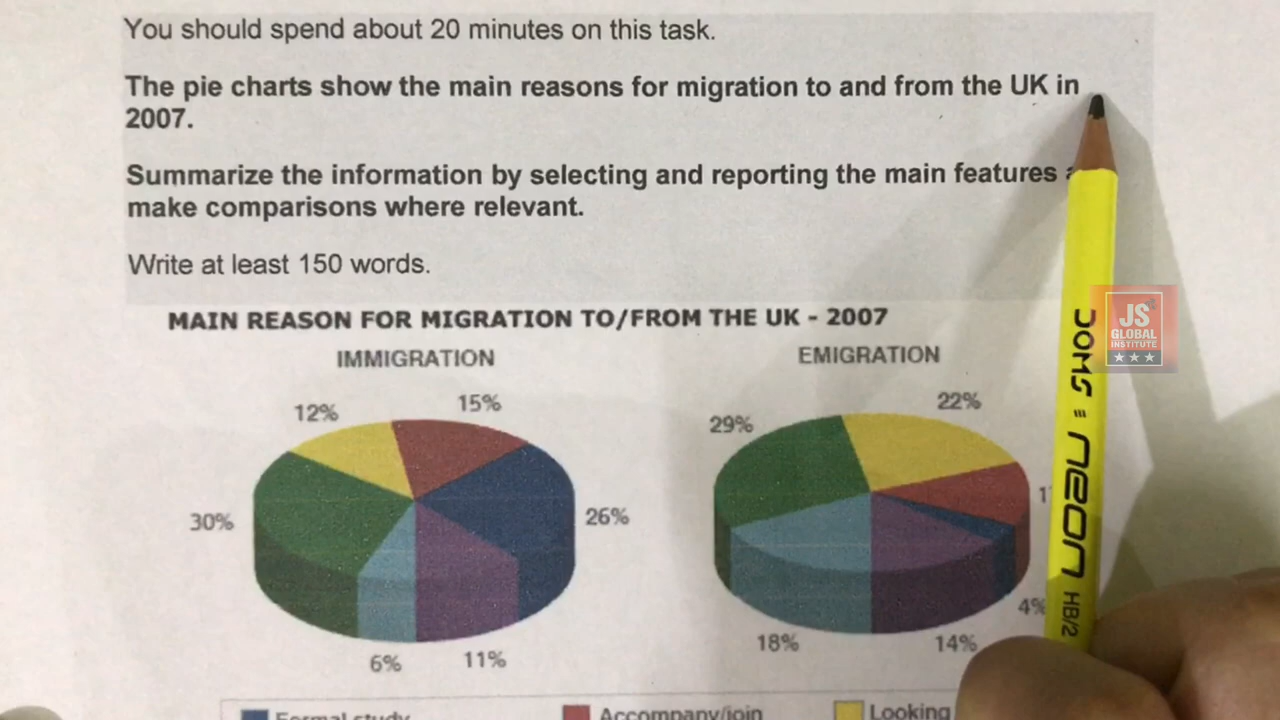 You should spend about 20 minutes on this task.
The pie charts show the main reasons for migration to and from the UK in
2007.
Summarize the information by selecting and reporting the main features
make comparisons where relevant.
Write at least 150 words.
MAIN REASON FOR MIGRATION TO/FROM THE UK - 2007
IMMIGRATION
EMIGRATION
12%
15%
30%
26%
6%
11%
29%
22%
4%
18%
14%
Formal study
Accompany/join
Looking
JS
GLOBAL
INSTITUTE
DOMS
neon
HB/2